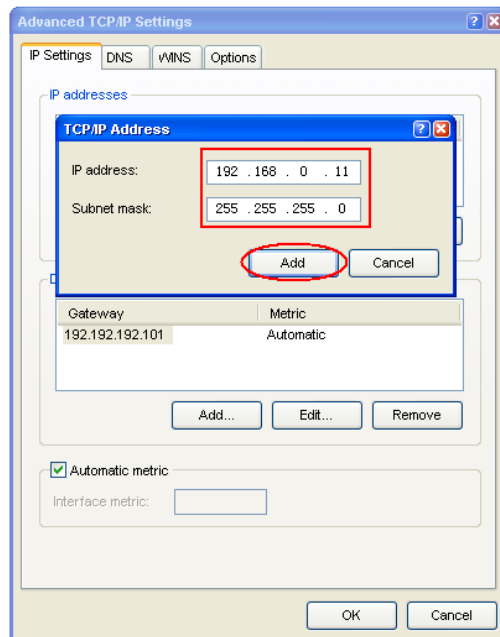 Advanced TCP/IP Settings
IP Settings DNS WINS Options
IP addresses
TCP/IP Address
IP address: 192 .168 . 0 . 11
Subnet mask: 255 .255 .255 . 0
Add Cancel
Gateway Metric
192.192.192.101 Automatic
Add... Edit... Remove
Automatic metric
Interface metric:
OK Cancel